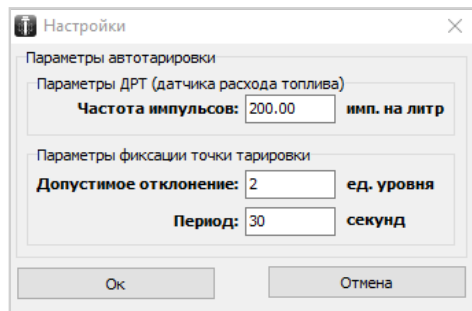 Настройки
Параметры автотарировки
Параметры ДРТ (датчика расхода топлива)
Частота импульсов: 200.00 имп. на литр
Параметры фиксации точки тарировки
Допустимое отклонение: 2 ед. уровня
Период: 30 секунд
Ок Отмена